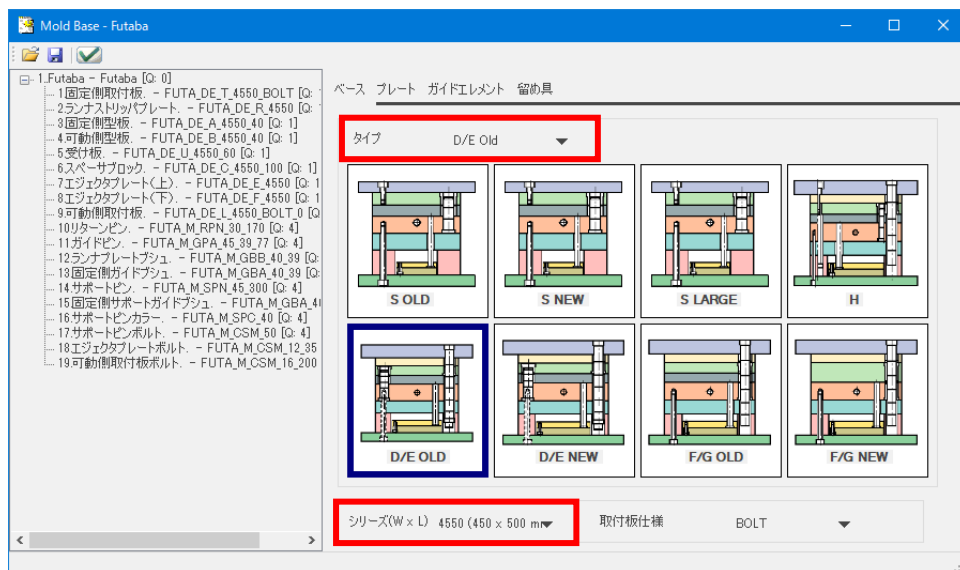 Mold Base - Futaba
1.Futaba - Futaba [Q: 0]
1固定側取付板. - FUTA_DE_T_4550_BOLT [Q:
2ランナストリッパプレート. - FUTA_DE_R_4550 [Q:
3固定側型板. - FUTA_DE_A_4550_40 [Q: 1]
4.可動側型板. - FUTA_DE_B_4550_40 [Q: 1]
5.受け板. - FUTA_DE_U_4550_60 [Q: 1]
6.スペーサブロック. - FUTA_DE_C_4550_100 [Q: 1]
7エジェクタプレート(上). - FUTA_DE_E_4550 [Q: 1
8エジェクタプレート(下). - FUTA_DE_F_4550 [Q: 1
9.可動側取付板. - FUTA_DE_L_4550_BOLT_0 [Q
10リターンピン. - FUTA_M_RPN_30_170 [Q: 4]
11ガイドピン. - FUTA_M_GPA_45_39_77 [Q: 4]
12.ランナプレートブシュ. - FUTA_M_GBB_40_39 [Q:
13固定側ガイドブシュ. - FUTA_M_GBA_40_39 [Q:
14.サポートピン. - FUTA_M_SPN_45_300 [Q: 4]
15固定側サポートガイドブシュ. - FUTA_M_GBA_4
16.サポートピンカラー. - FUTA_M_SPC_40 [Q: 4]
17.サポートピンボルト. - FUTA_M_CSM_50 [Q: 4]
18エジェクタプレートボルト. - FUTA_M_CSM_12_35
19.可動側取付板ボルト. - FUTA_M_CSM_16_200
ベース プレート ガイドエレメント 留め具
タイプ D/E Old
S OLD
S NEW
S LARGE
H
D/E OLD
D/E NEW
F/G OLD
F/G NEW
シリーズ(W x L) 4550 (450 x 500 mm
取付板仕様 BOLT